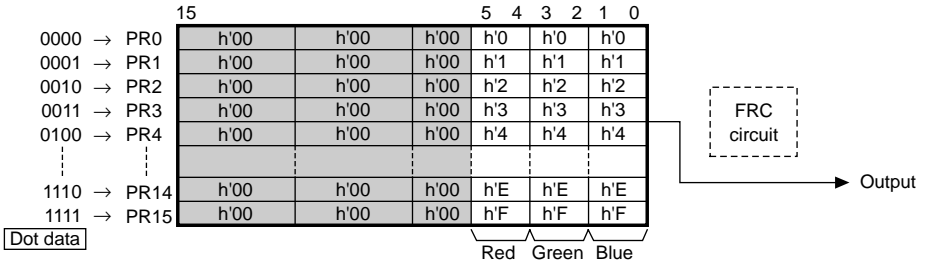 15 5 4 3 2 1 0
0000 → PR0 h'00 h'00 h'00 h'0 h'0 h'0
0001 → PR1 h'00 h'00 h'00 h'1 h'1 h'1
0010 → PR2 h'00 h'00 h'00 h'2 h'2 h'2
0011 → PR3 h'00 h'00 h'00 h'3 h'3 h'3
0100 → PR4 h'00 h'00 h'00 h'4 h'4 h'4
FRC
circuit
1110 → PR14 h'00 h'00 h'00 h'E h'E h'E
Output
1111 → PR15 h'00 h'00 h'00 h'F h'F h'F
Dot data
Red Green Blue